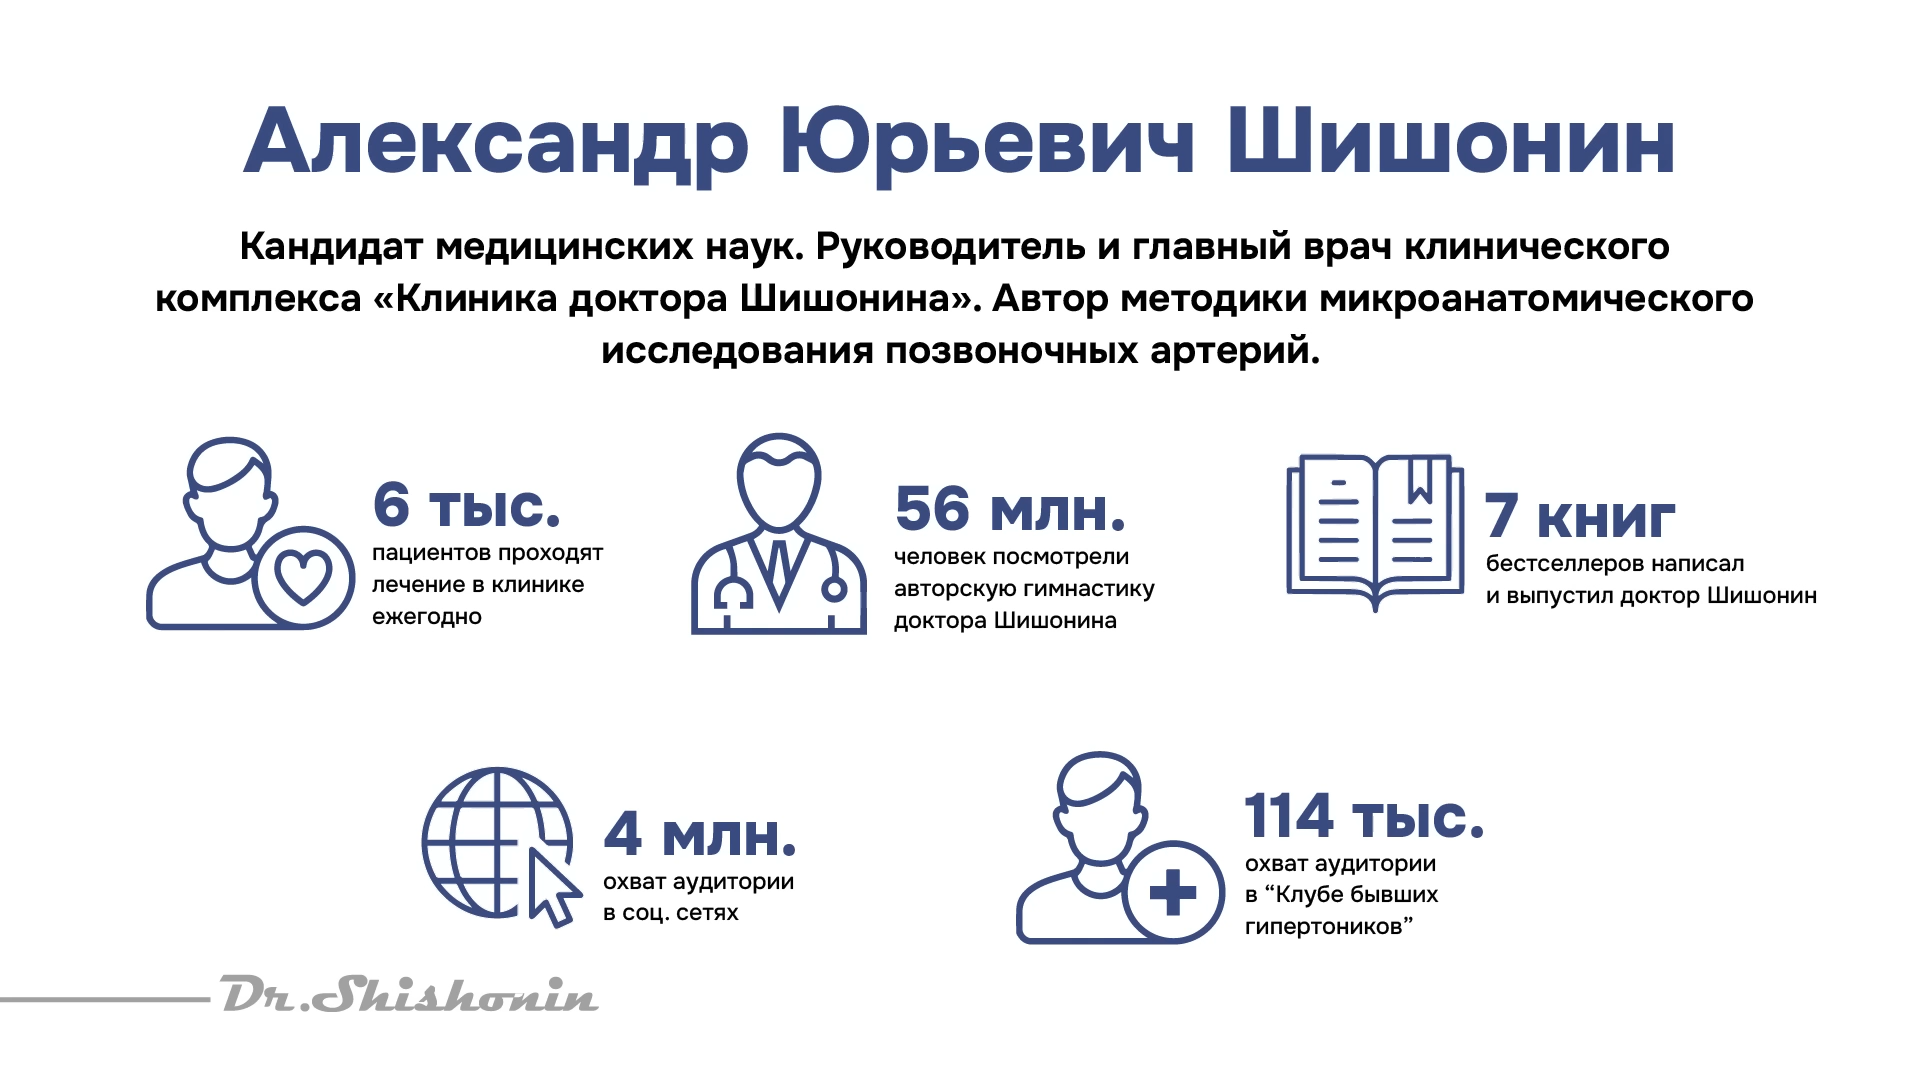 Александр Юрьевич Шишонин
Кандидат медицинских наук. Руководитель и главный врач клинического
комплекса «Клиника доктора Шишонина». Автор методики микроанатомического
исследования позвоночных артерий.
6 тыс.
пациентов проходят
лечение в клинике
ежегодно
56 млн.
человек посмотрели
авторскую гимнастику
доктора Шишонина
7 книг
бестселлеров написал
и выпустил доктор Шишонин
4 млн.
охват аудитории
в соц. сетях
114 тыс.
охват аудитории
в “Клубе бывших
гипертоников”
Dr.Shishonin